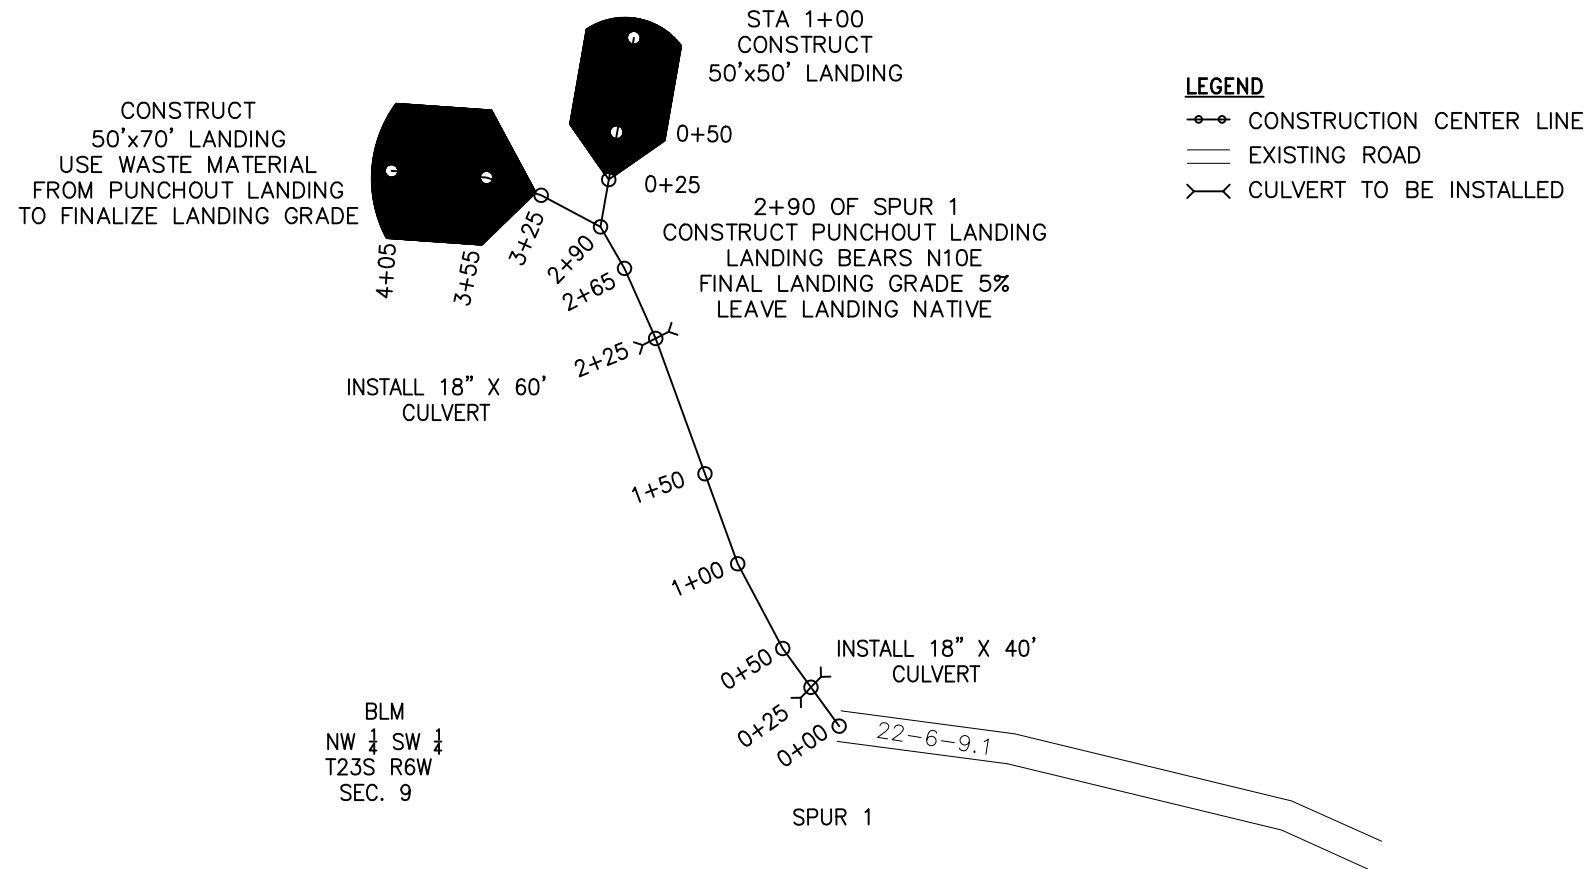 STA 1+00
CONSTRUCT
50'x50' LANDING
LEGEND
CONSTRUCTION CENTER LINE
EXISTING ROAD
CULVERT TO BE INSTALLED
CONSTRUCT
50'x70' LANDING
USE WASTE MATERIAL
FROM PUNCHOUT LANDING
TO FINALIZE LANDING GRADE
0+50
0+25
2+90 OF SPUR 1
CONSTRUCT PUNCHOUT LANDING
LANDING BEARS N10E
FINAL LANDING GRADE 5%
LEAVE LANDING NATIVE
4+05
3+55
3+25
2+90
2+65
2+25
INSTALL 18" X 60'
CULVERT
1+50
1+00
0+50
INSTALL 18" X 40'
CULVERT
0+25
0+00
22-6-9.1
BLM
NW 1/4 SW 1/4
T23S R6W
SEC. 9
SPUR 1